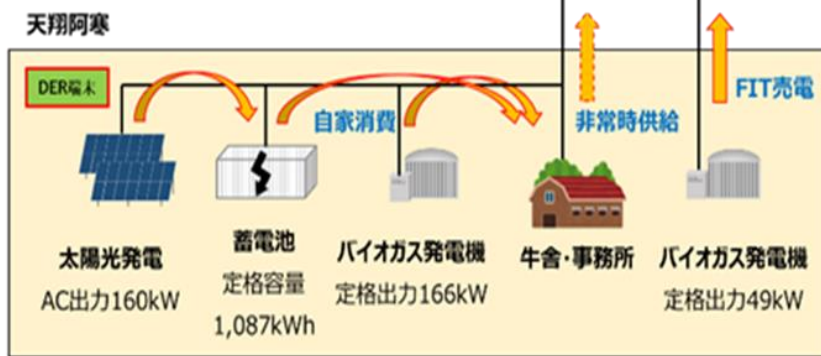 天翔阿寒
DER端末
自家消費
非常時供給
FIT売電
太陽光発電
AC出力160kW
蓄電池
定格容量
1,087kWh
バイオガス発電機
定格出力166kW
牛舎・事務所
バイオガス発電機
定格出力49kW